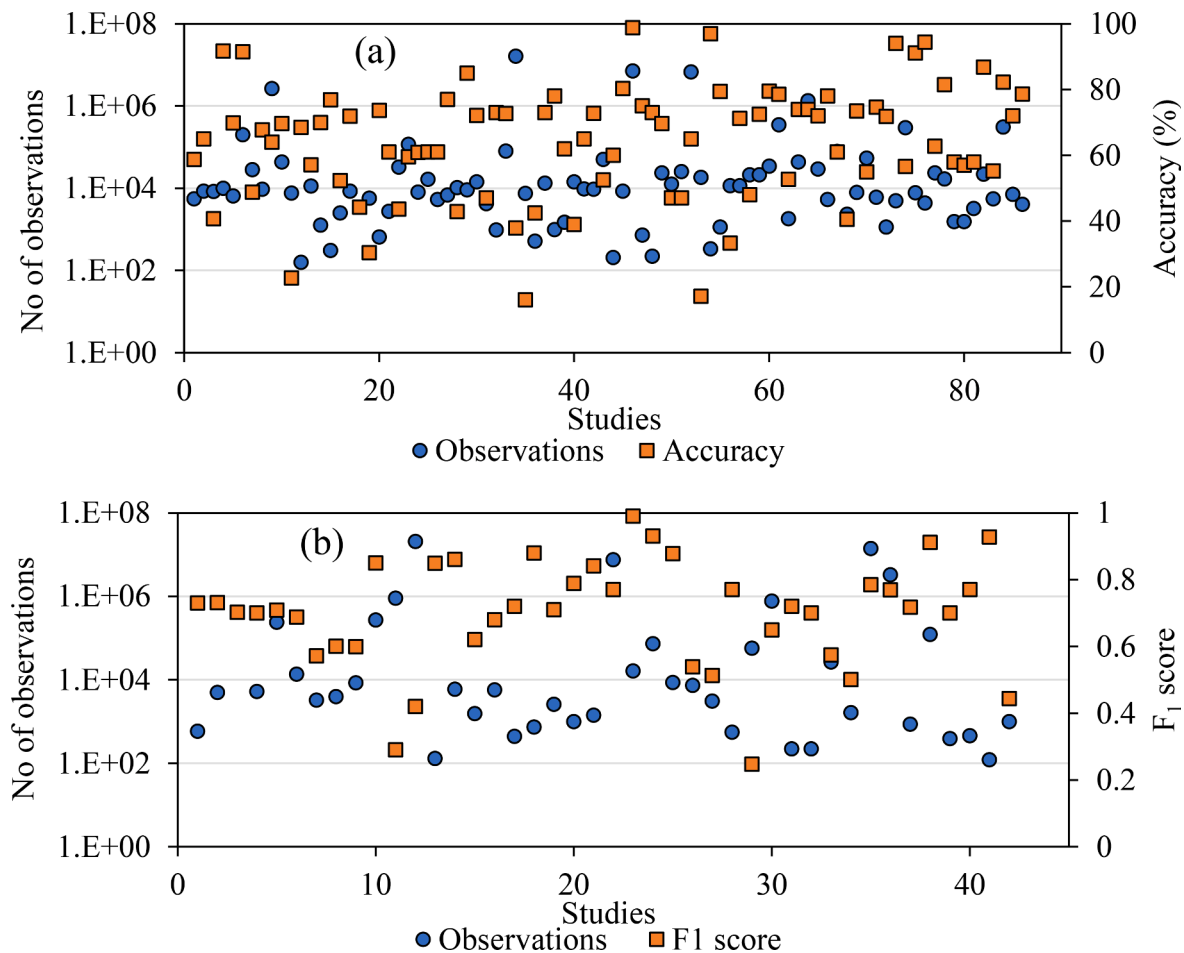 (a)
No of observations
1.E+08
1.E+06
1.E+04
1.E+02
1.E+00
100
80
60
40
20
0
Accuracy (%)
0 20 40 60 80
Studies
Observations Accuracy
(b)
No of observations
1.E+08
1.E+06
1.E+04
1.E+02
1.E+00
1
0.8
0.6
0.4
0.2
0
F₁ score
0 10 20 30 40
Studies
Observations F1 score